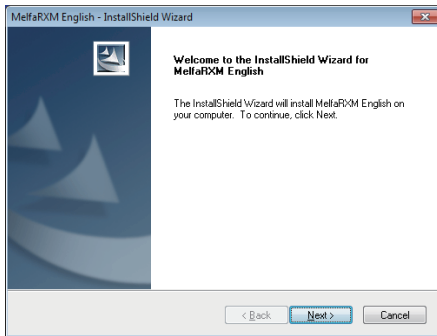 MelfaRXM English - InstallShield Wizard
Welcome to the InstallShield Wizard for
MelfaRXM English
The InstallShield Wizard will install MelfaRXM English on
your computer. To continue, click Next.
< Back
Next >
Cancel